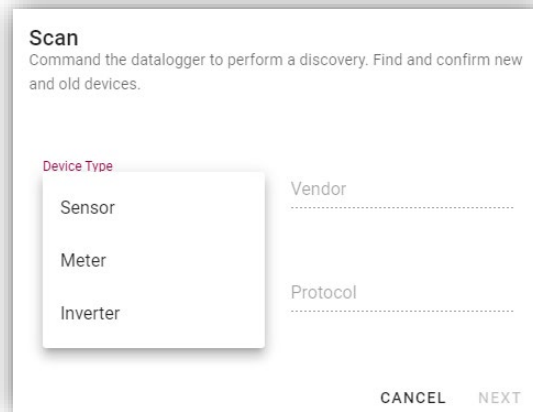 Scan
Command the datalogger to perform a discovery. Find and confirm new
and old devices.
Device Type
Sensor
Meter
Inverter
Vendor
Protocol
CANCEL NEXT